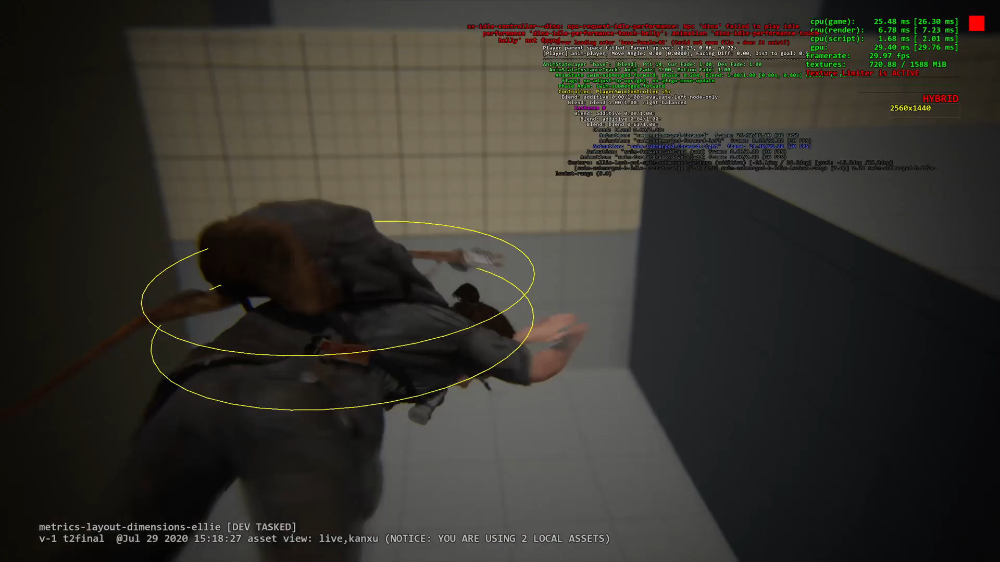 ss-idle-controller--dina: npc-request-idle-performance: Npc 'dina' failed to play idle
performance 'dina-idle-performance-touch-belly': Animation 'dina-idle-performance-touch-
belly' not found
error loading actor 'base-female-02' (Could not open file - does it exist?)
Player parent space titled. Parent up vec: <0.23, 0.66, -0.72>
[Player] anim-player, Move Angle: 0.00 (0.0000), Facing Diff: 0.00, Dist to goal: 0.0
AnimStateLayer "base": [blend], Pri 14, Cur Fade: 1.00, Des Fade: 1.00
AnimStateInstanceTrack: Anim Fade: 1.00, Motion Fade: 1.00
AnimState swim-submerged-forward, phase: 0.284, blend: 1.00/1.00 [0.80s, 0.80s]
flags: no-adjust-to-upright, no-align-move-update
Phase Anim: swim-submerged-forward
Controller: PlayerSwimController <5>
Blend: additive 0.00/1.00: evaluate-left-node-only
Blend: blend 1.00/1.00: right-balanced
Instance 0
Blend: additive 0.00/1.00:
Blend: additive 0.04/1.00:
Blend: blend 0.61/1.00:
Blend: blend 0.00/1.00:
Animation: "swim-submerged-forward" frame: 24.40/86.00 (30 FPS)
Animation: "swim-submerged-forward-left" frame: 8.18/86.00 (30 FPS)
Animation: "swim-submerged-forward-right" frame: 24.40/86.00 (30 FPS)
Animation: "swim-forward-add-up" (add) frame: 0.00/0.00 (30 FPS)
Animation: "swim-forward-add-down" (add) frame: 0.00/0.00 (30 FPS)
Gesture: ellie-look-poi-swim-submerged-gesture (additive)
[swim-submerged-h-idle-lookat-range swim-submerged-h-idle-lookat-range (7.0)] 0.18 swim-submerged-h-idle-
lookat-range (8.0)
cpu(game): 25.48 ms [26.30 ms]
cpu(render): 6.78 ms [ 7.23 ms]
cpu(script): 1.68 ms [ 2.01 ms]
gpu: 29.40 ms [29.76 ms]
framerate: 29.97 fps
textures: 720.88 / 1588 MiB
Texture Limiter is ACTIVE
HYBRID
2560x1440
metrics-layout-dimensions-ellie [DEV TASKED]
v-1 t2final @Jul 29 2020 15:18:27 asset view: live,kanxu (NOTICE: YOU ARE USING 2 LOCAL ASSETS)